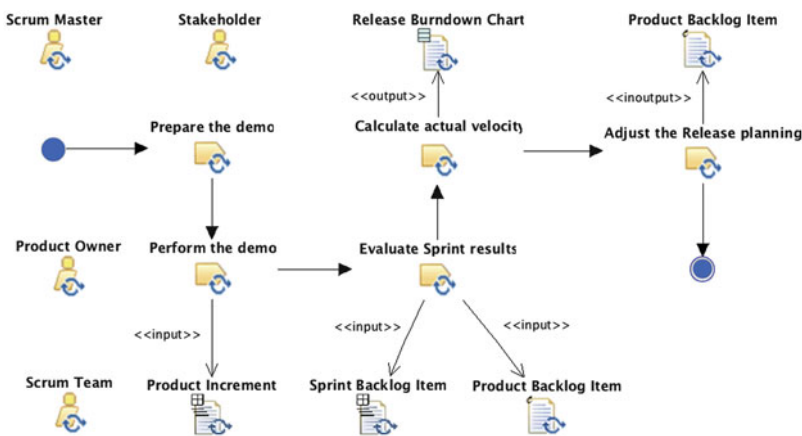 Scrum Master
Stakeholder
Release Burndown Chart
Product Backlog Item
<<output>>
<<inoutput>>
Prepare the demo
Calculate actual velocity
Adjust the Release planning
Product Owner
Perform the demo
Evaluate Sprint results
<<input>>
<<input>>
<<input>>
Scrum Team
Product Increment
Sprint Backlog Item
Product Backlog Item